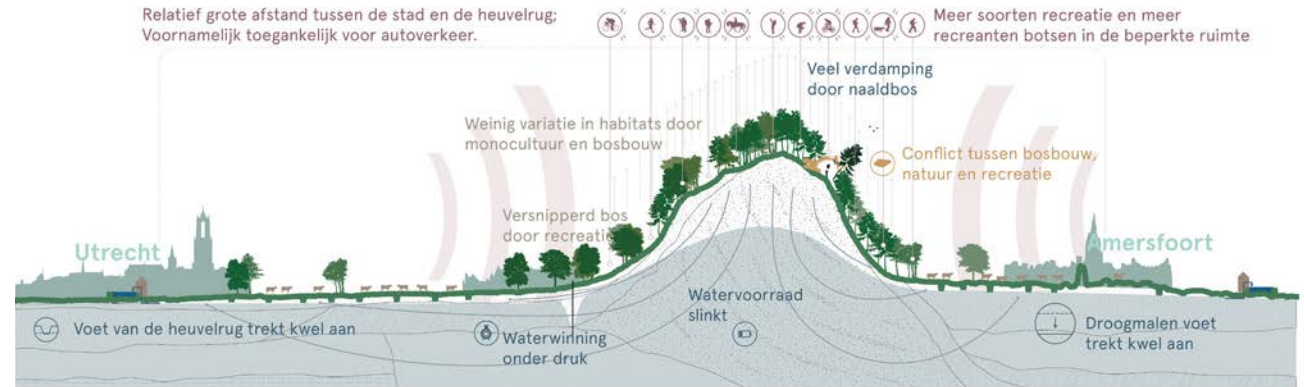 Relatief grote afstand tussen de stad en de heuvelrug;
Voornamelijk toegankelijk voor autoverkeer.
Meer soorten recreatie en meer
recreanten botsen in de beperkte ruimte
Veel verdamping
door naaldbos
Weinig variatie in habitats door
monocultuur en bosbouw
Conflict tussen bosbouw,
natuur en recreatie
Versnipperd bos
door recreatie
Utrecht
Amersfoort
Voet van de heuvelrug trekt kwel aan
Waterwinning
onder druk
Watervoorraad
slinkt
Droogmalen voet
trekt kwel aan